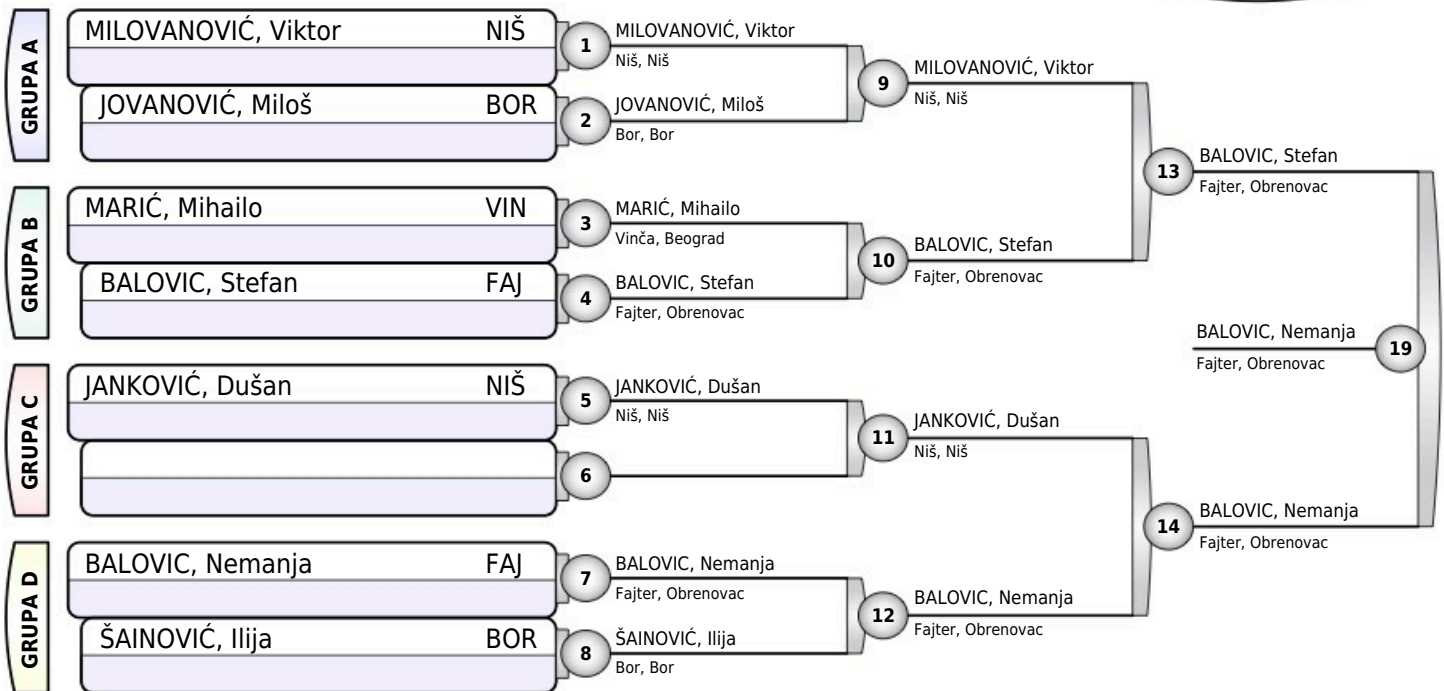 GRUPA A
MILOVANOVIĆ, Viktor NIŠ
JOVANOVIĆ, Miloš BOR
1
MILOVANOVIĆ, Viktor
Niš, Niš
2
JOVANOVIĆ, Miloš
Bor, Bor
9
MILOVANOVIĆ, Viktor
Niš, Niš
GRUPA B
MARIĆ, Mihailo VIN
BALOVIC, Stefan FAJ
3
MARIĆ, Mihailo
Vinča, Beograd
4
BALOVIC, Stefan
Fajter, Obrenovac
10
BALOVIC, Stefan
Fajter, Obrenovac
13
BALOVIC, Stefan
Fajter, Obrenovac
GRUPA C
JANKOVIĆ, Dušan NIŠ
5
JANKOVIĆ, Dušan
Niš, Niš
6
11
JANKOVIĆ, Dušan
Niš, Niš
GRUPA D
BALOVIC, Nemanja FAJ
ŠAINOVIĆ, Ilija BOR
7
BALOVIC, Nemanja
Fajter, Obrenovac
8
ŠAINOVIĆ, Ilija
Bor, Bor
12
BALOVIC, Nemanja
Fajter, Obrenovac
14
BALOVIC, Nemanja
Fajter, Obrenovac
BALOVIC, Nemanja
Fajter, Obrenovac
19